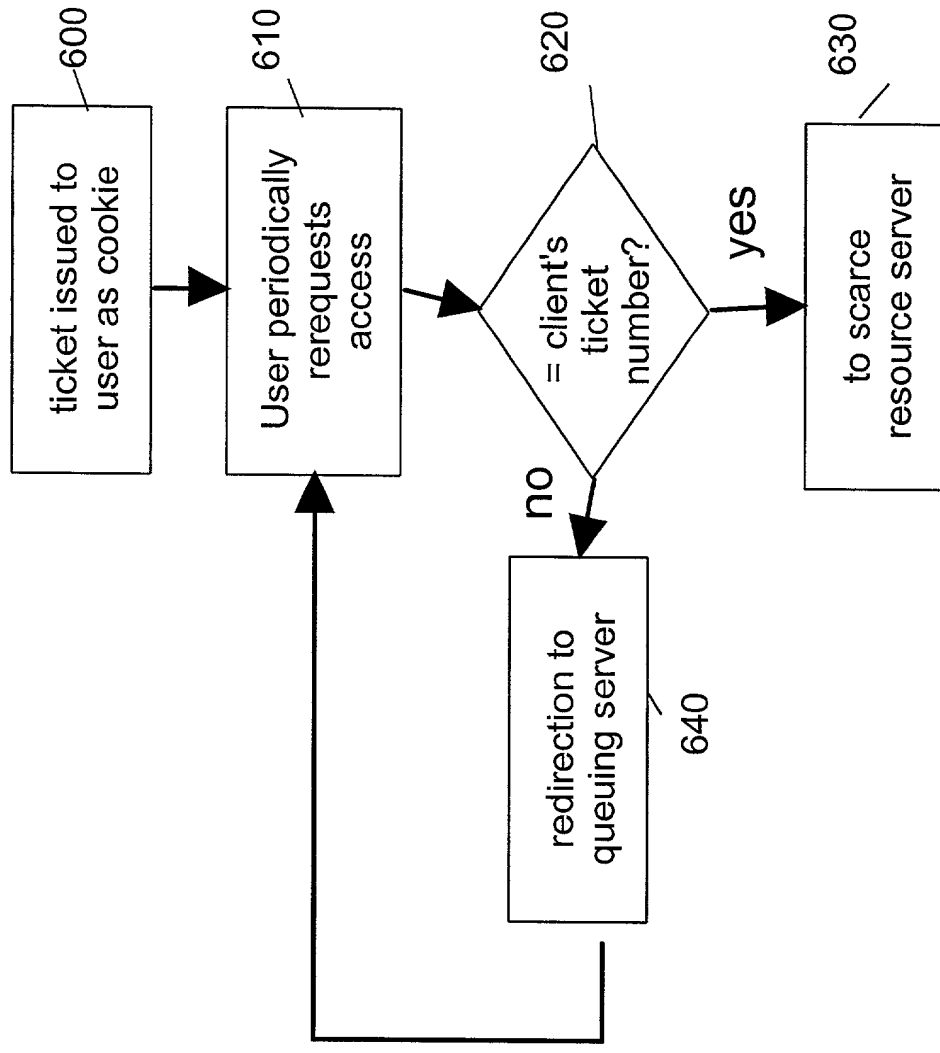 ticket issued to
user as cookie
600
User periodically
rerequests
access
610
= client's
ticket
number?
620
yes
to scarce
resource server
630
no
redirection to
queuing server
640